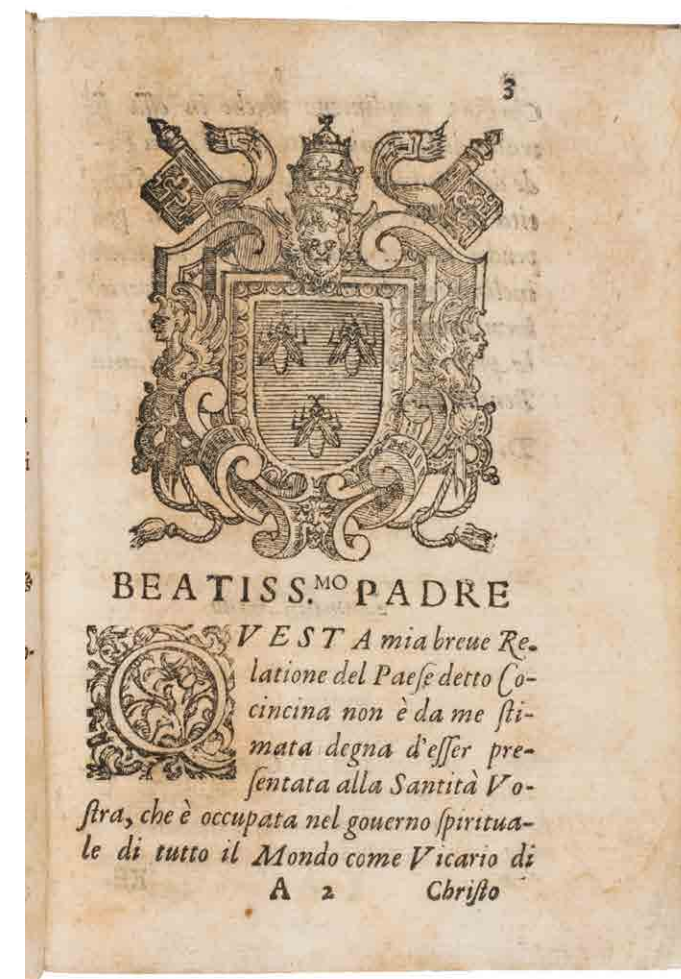 3
BEATISS.MO PADRE
QVESTA mia breue Re-
latione del Paeſe detto Co-
cincina non è da me ſti-
mata degna d'eſſer pre-
ſentata alla Santità Vo-
ſtra, che è occupata nel gouerno ſpiritua-
le di tutto il Mondo come Vicario di
A 2 Chriſto